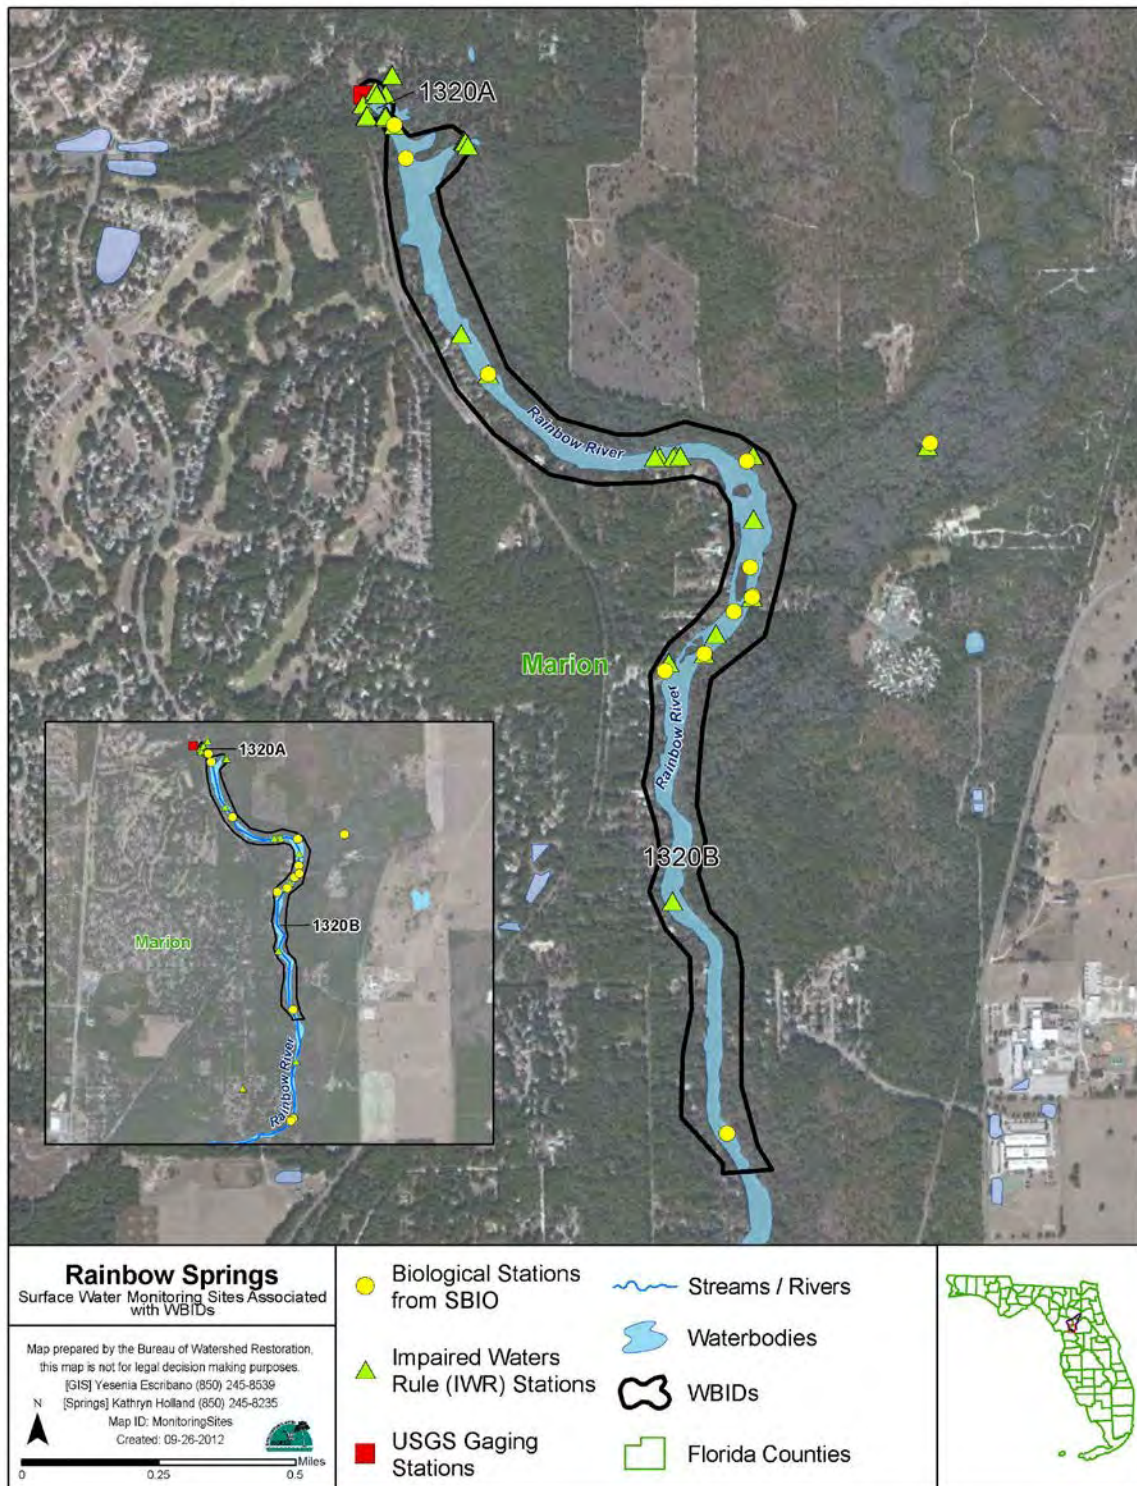 1320A
Rainbow River
Marion
Rainbow River
1320B
1320A
1320B
Marion
Rainbow River
Rainbow Springs
Surface Water Monitoring Sites Associated
with WBIDs
Map prepared by the Bureau of Watershed Restoration,
this map is not for legal decision making purposes.
[GIS] Yesenia Escribano (850) 245-8539
[Springs] Kathryn Holland (850) 245-8235
Map ID: MonitoringSites
Created: 09-26-2012
N
Miles
0 0.25 0.5
Biological Stations
from SBIO
Impaired Waters
Rule (IWR) Stations
USGS Gaging
Stations
Streams / Rivers
Waterbodies
WBIDs
Florida Counties